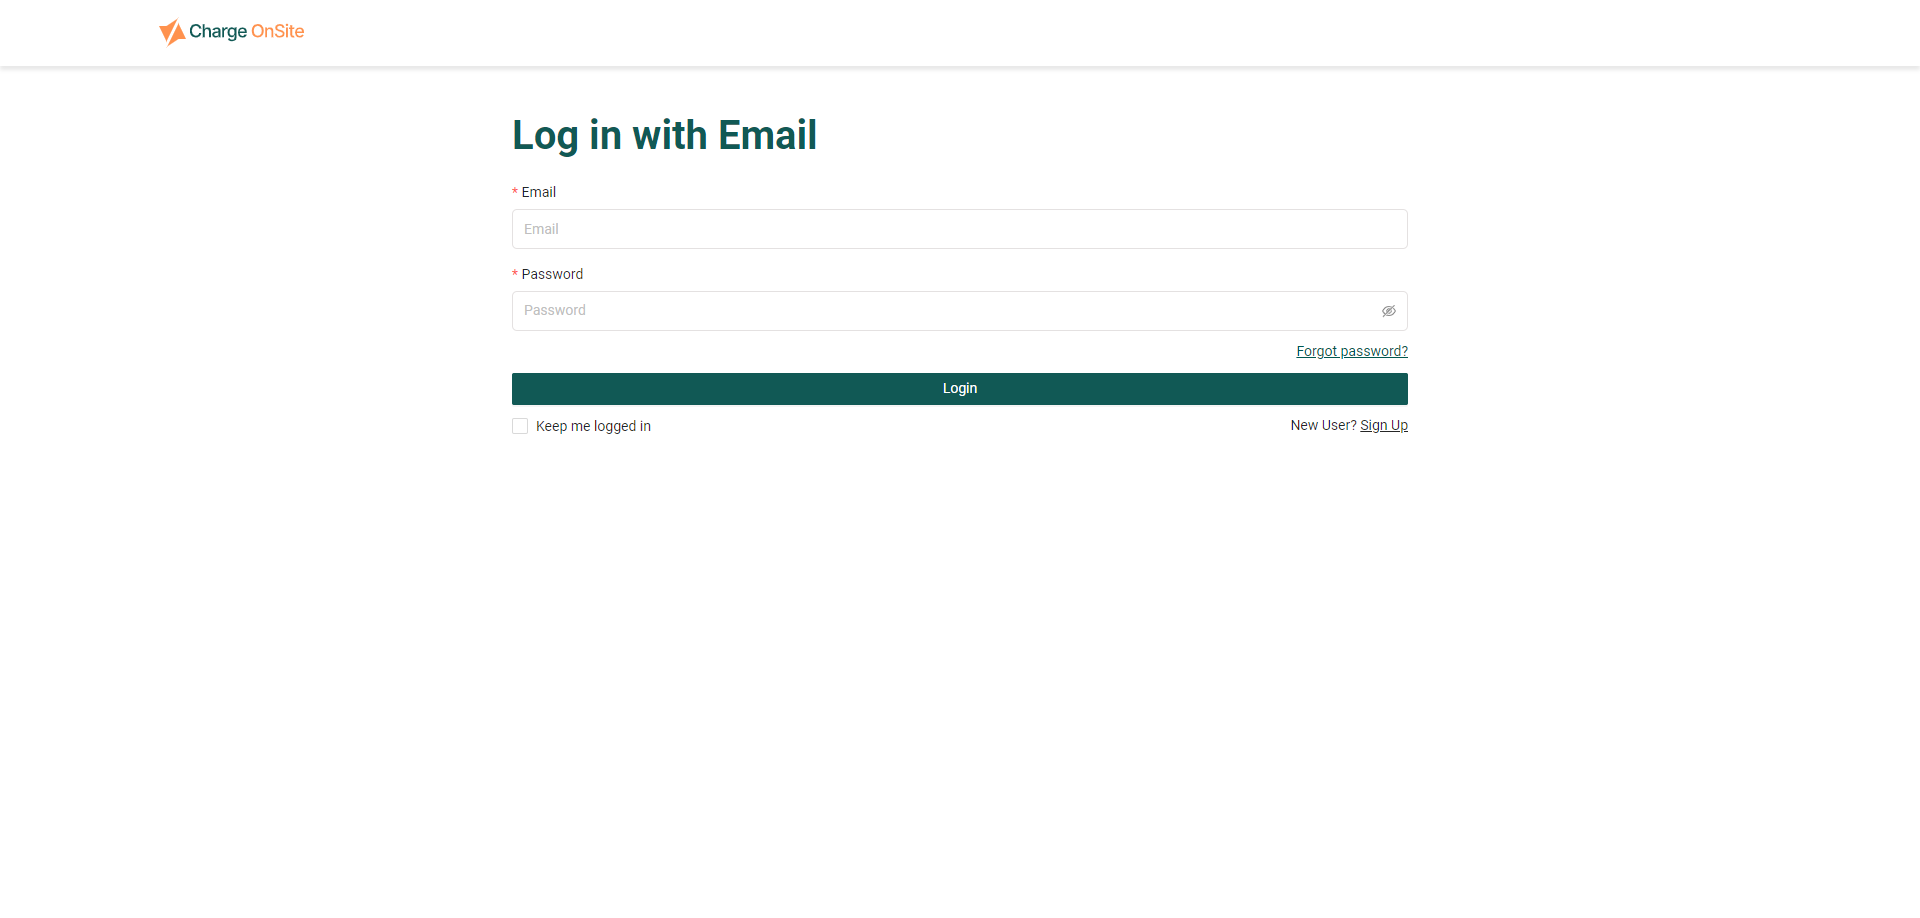 Charge OnSite
Log in with Email
* Email
Email
* Password
Password
Forgot password?
Login
Keep me logged in
New User? Sign Up